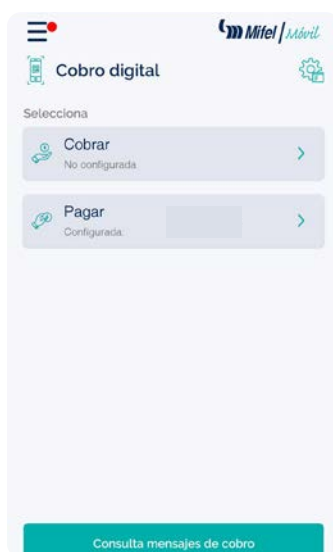 Mifel Móvil
Cobro digital
Selecciona
Cobrar
No configurada
Pagar
Configurada:
Consulta mensajes de cobro